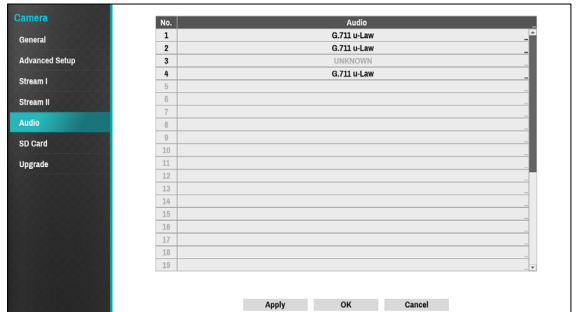 Camera
General
Advanced Setup
Stream I
Stream II
Audio
SD Card
Upgrade
No. Audio
1 G.711 u-Law
2 G.711 u-Law
3 UNKNOWN
4 G.711 u-Law
5
6
7
8
9
10
11
12
13
14
15
16
17
18
19
Apply OK Cancel